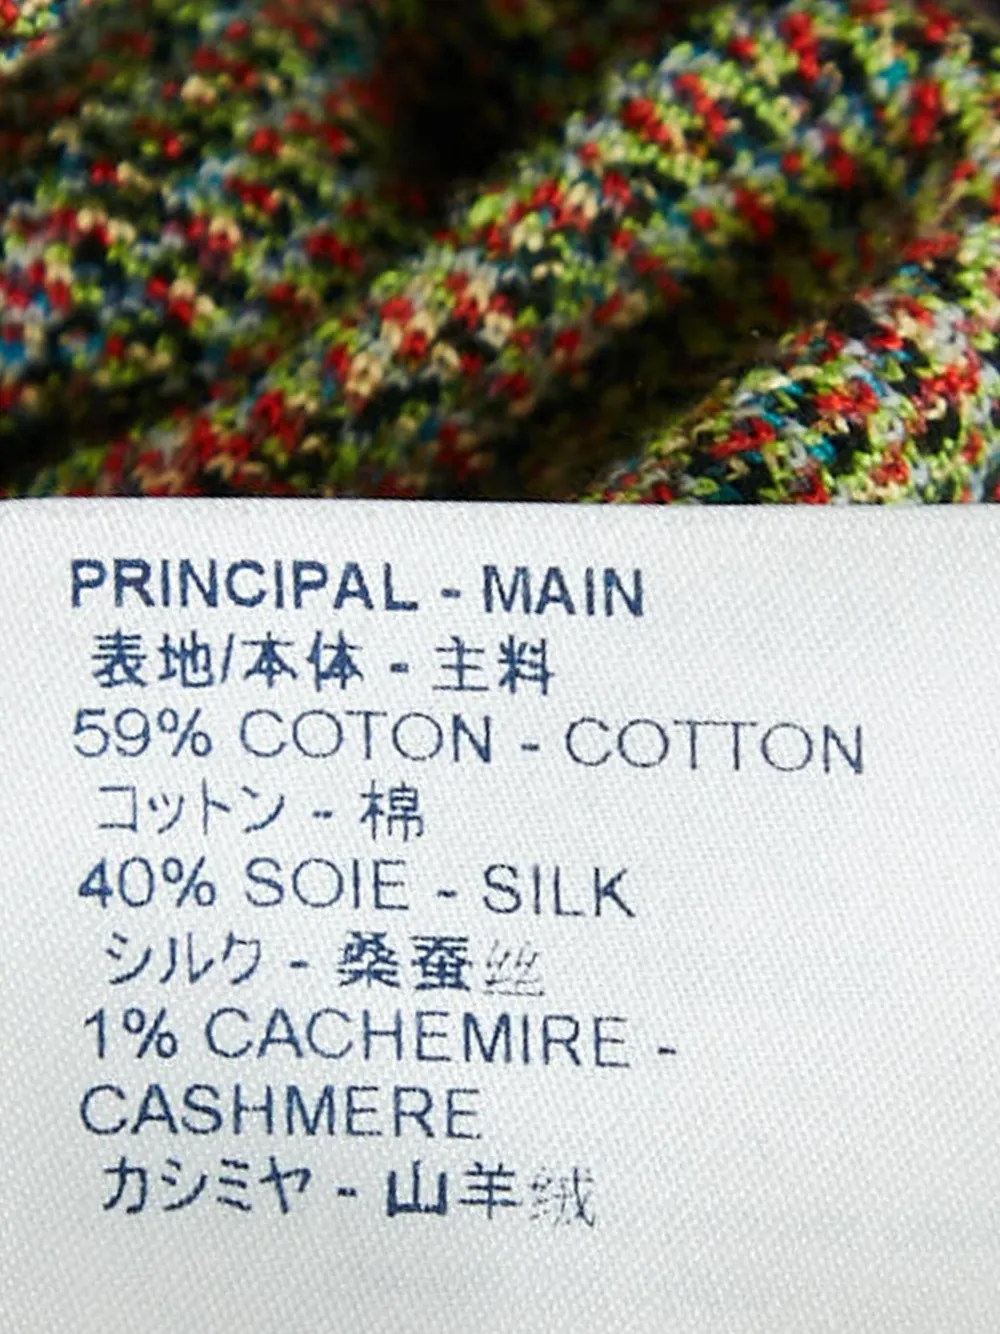 PRINCIPAL - MAIN
表地/本体 - 主料
59% COTON - COTTON
コットン - 棉
40% SOIE - SILK
シルク - 桑蚕丝
1% CACHEMIRE -
CASHMERE
カシミヤ - 山羊绒